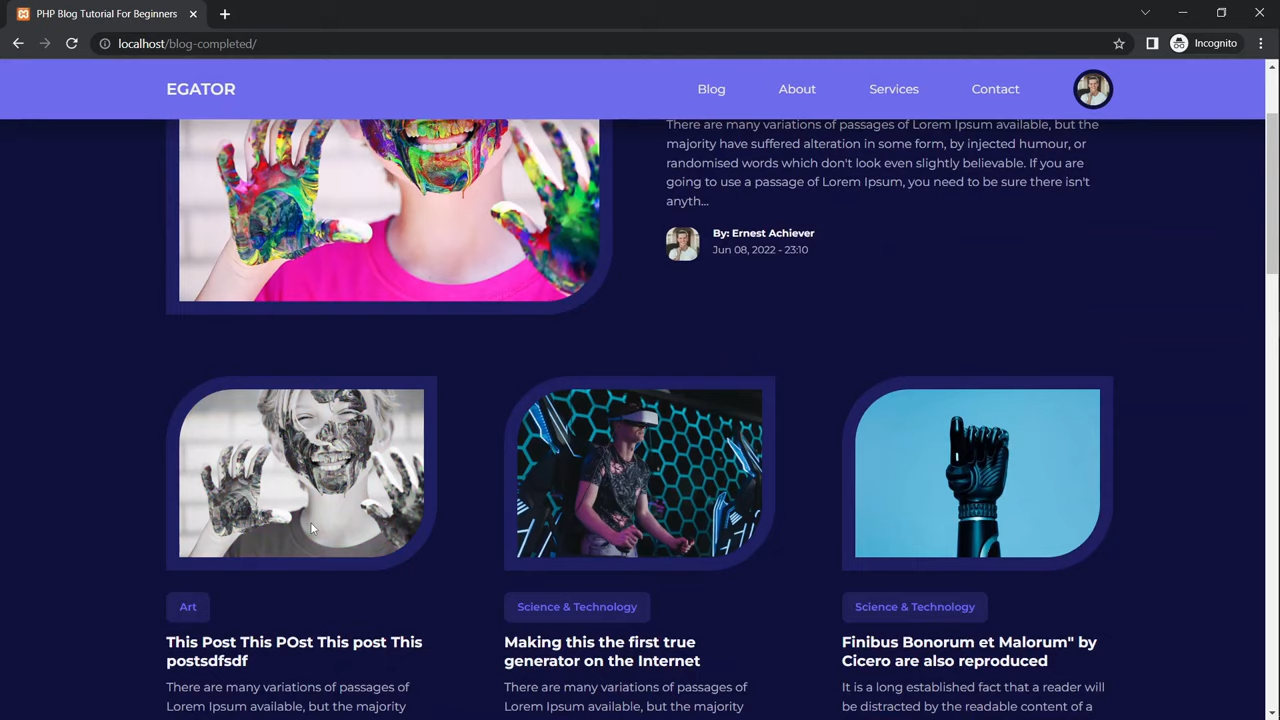 PHP Blog Tutorial For Beginners
localhost/blog-completed/
Incognito
EGATOR
Blog
About
Services
Contact
There are many variations of passages of Lorem Ipsum available, but the
majority have suffered alteration in some form, by injected humour, or
randomised words which don't look even slightly believable. If you are
going to use a passage of Lorem Ipsum, you need to be sure there isn't
anyth...
By: Ernest Achiever
Jun 08, 2022 - 23:10
Art
This Post This POst This post This
postsdfsdf
There are many variations of passages of
Lorem Ipsum available, but the majority
Science & Technology
Making this the first true
generator on the Internet
There are many variations of passages of
Lorem Ipsum available, but the majority
Science & Technology
Finibus Bonorum et Malorum" by
Cicero are also reproduced
It is a long established fact that a reader will
be distracted by the readable content of a